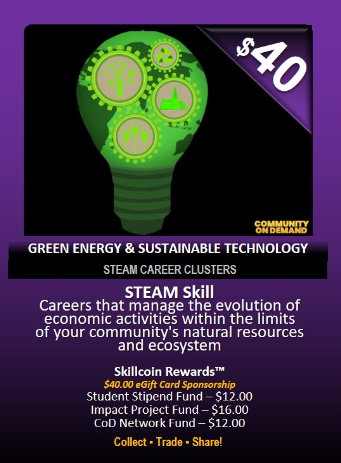 $40
COMMUNITY
ON DEMAND
GREEN ENERGY & SUSTAINABLE TECHNOLOGY
STEAM CAREER CLUSTERS
STEAM Skill
Careers that manage the evolution of
economic activities within the limits
of your community's natural resources
and ecosystem
Skillcoin Rewards™
$40.00 eGift Card Sponsorship
Student Stipend Fund – $12.00
Impact Project Fund – $16.00
CoD Network Fund – $12.00
Collect ▪ Trade ▪ Share!